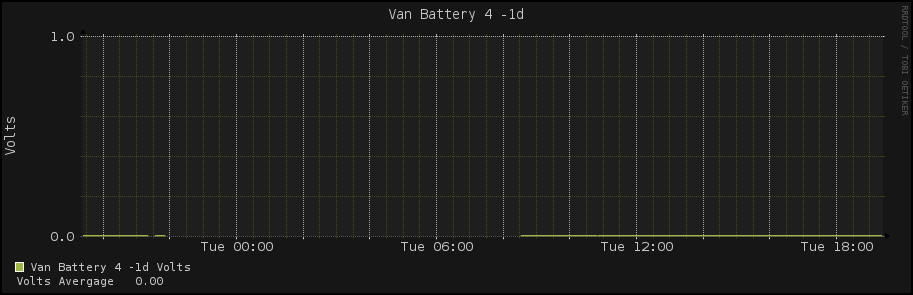 Van Battery 4 -1d
RRDTOOL / TOBI OETIKER
1.0
Volts
0.0
Tue 00:00 Tue 06:00 Tue 12:00 Tue 18:00
Van Battery 4 -1d Volts
Volts Avergage 0.00